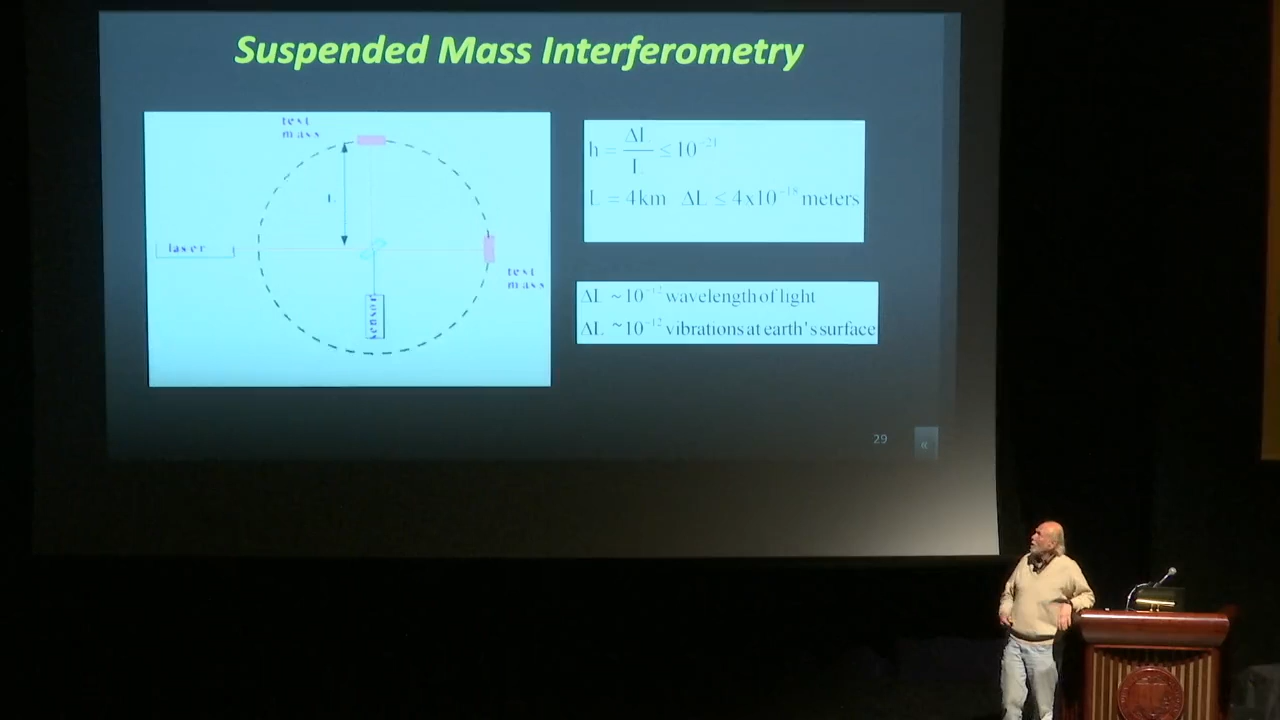 Suspended Mass Interferometry
test
mass
L
laser
test
mass
sensor
h = ΔL/L ≤ 10⁻²¹
L = 4km ΔL ≤ 4x10⁻¹⁸ meters
ΔL ~10⁻¹² wavelength of light
ΔL ~10⁻¹² vibrations at earth's surface
29
«